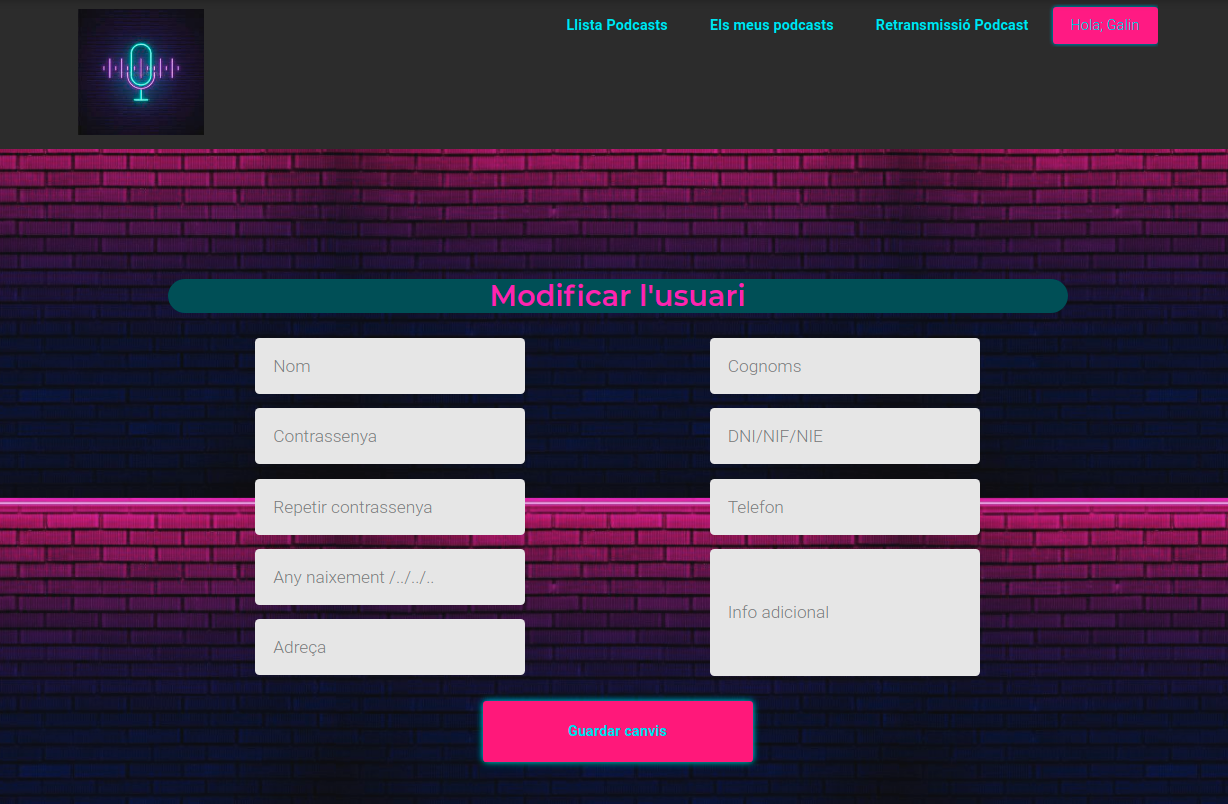 Llista Podcasts
Els meus podcasts
Retransmissió Podcast
Hola; Galin
Modificar l'usuari
Nom
Cognoms
Contrassenya
DNI/NIF/NIE
Repetir contrassenya
Telefon
Any naixement /../../..
Info adicional
Adreça
Guardar canvis